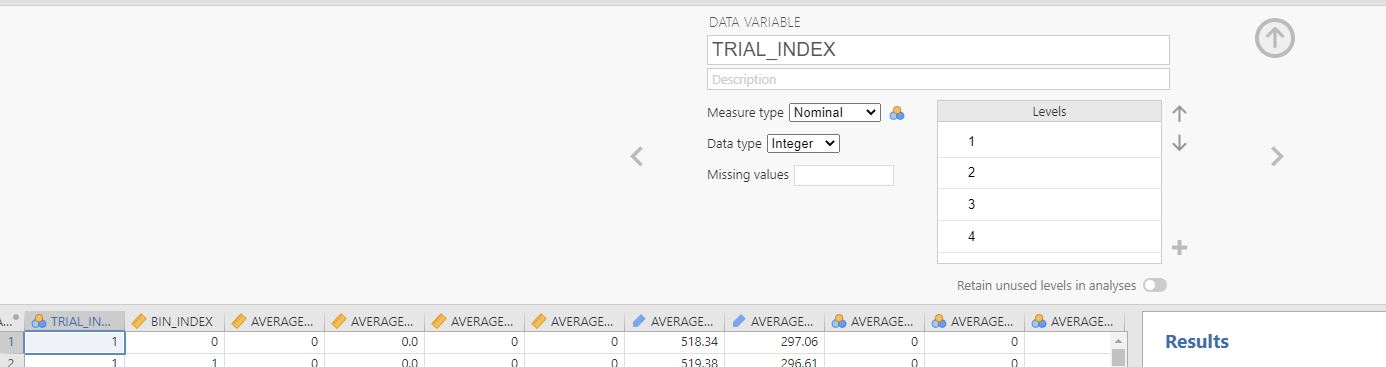 DATA VARIABLE
TRIAL_INDEX
Description
Measure type Nominal
Levels
Data type Integer
1
Missing values
2
3
4
Retain unused levels in analyses
A... TRIAL_IN... BIN_INDEX AVERAGE... AVERAGE... AVERAGE... AVERAGE... AVERAGE... AVERAGE... AVERAGE... AVERAGE... AVERAGE...
1 1 0 0 0.0 0 0 518.34 297.06 0 0
2 1 1 0 0.0 0 0 519.38 296.61 0 0
Results